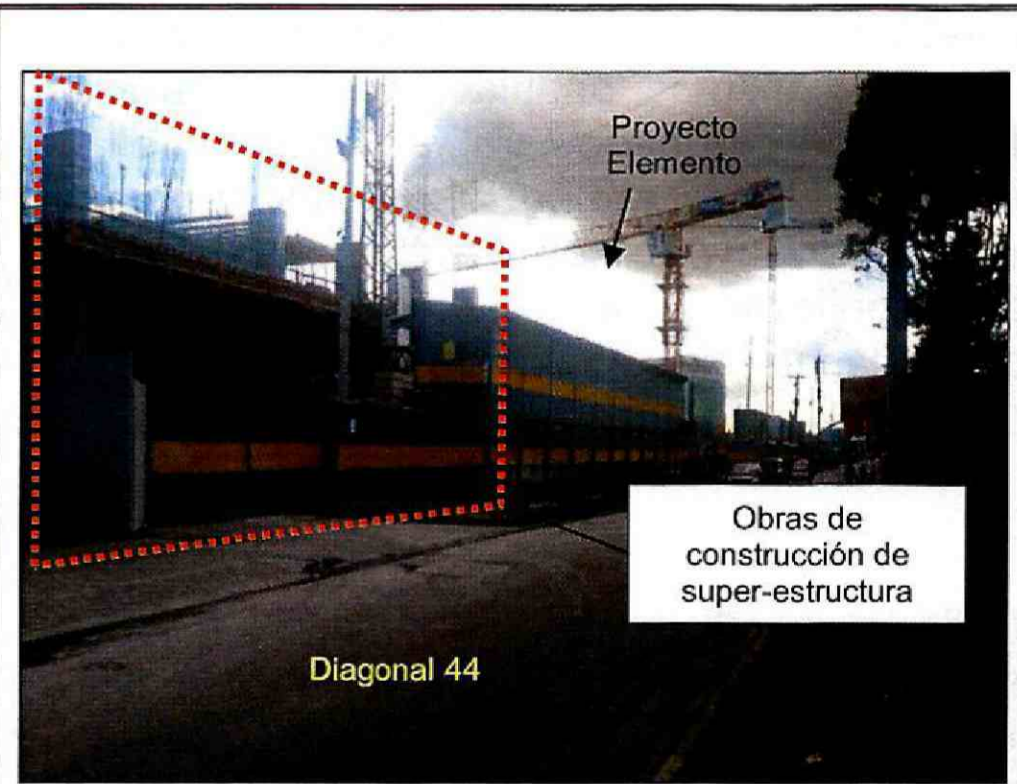 Proyecto
Elemento
Obras de
construcción de
super-estructura
Diagonal 44